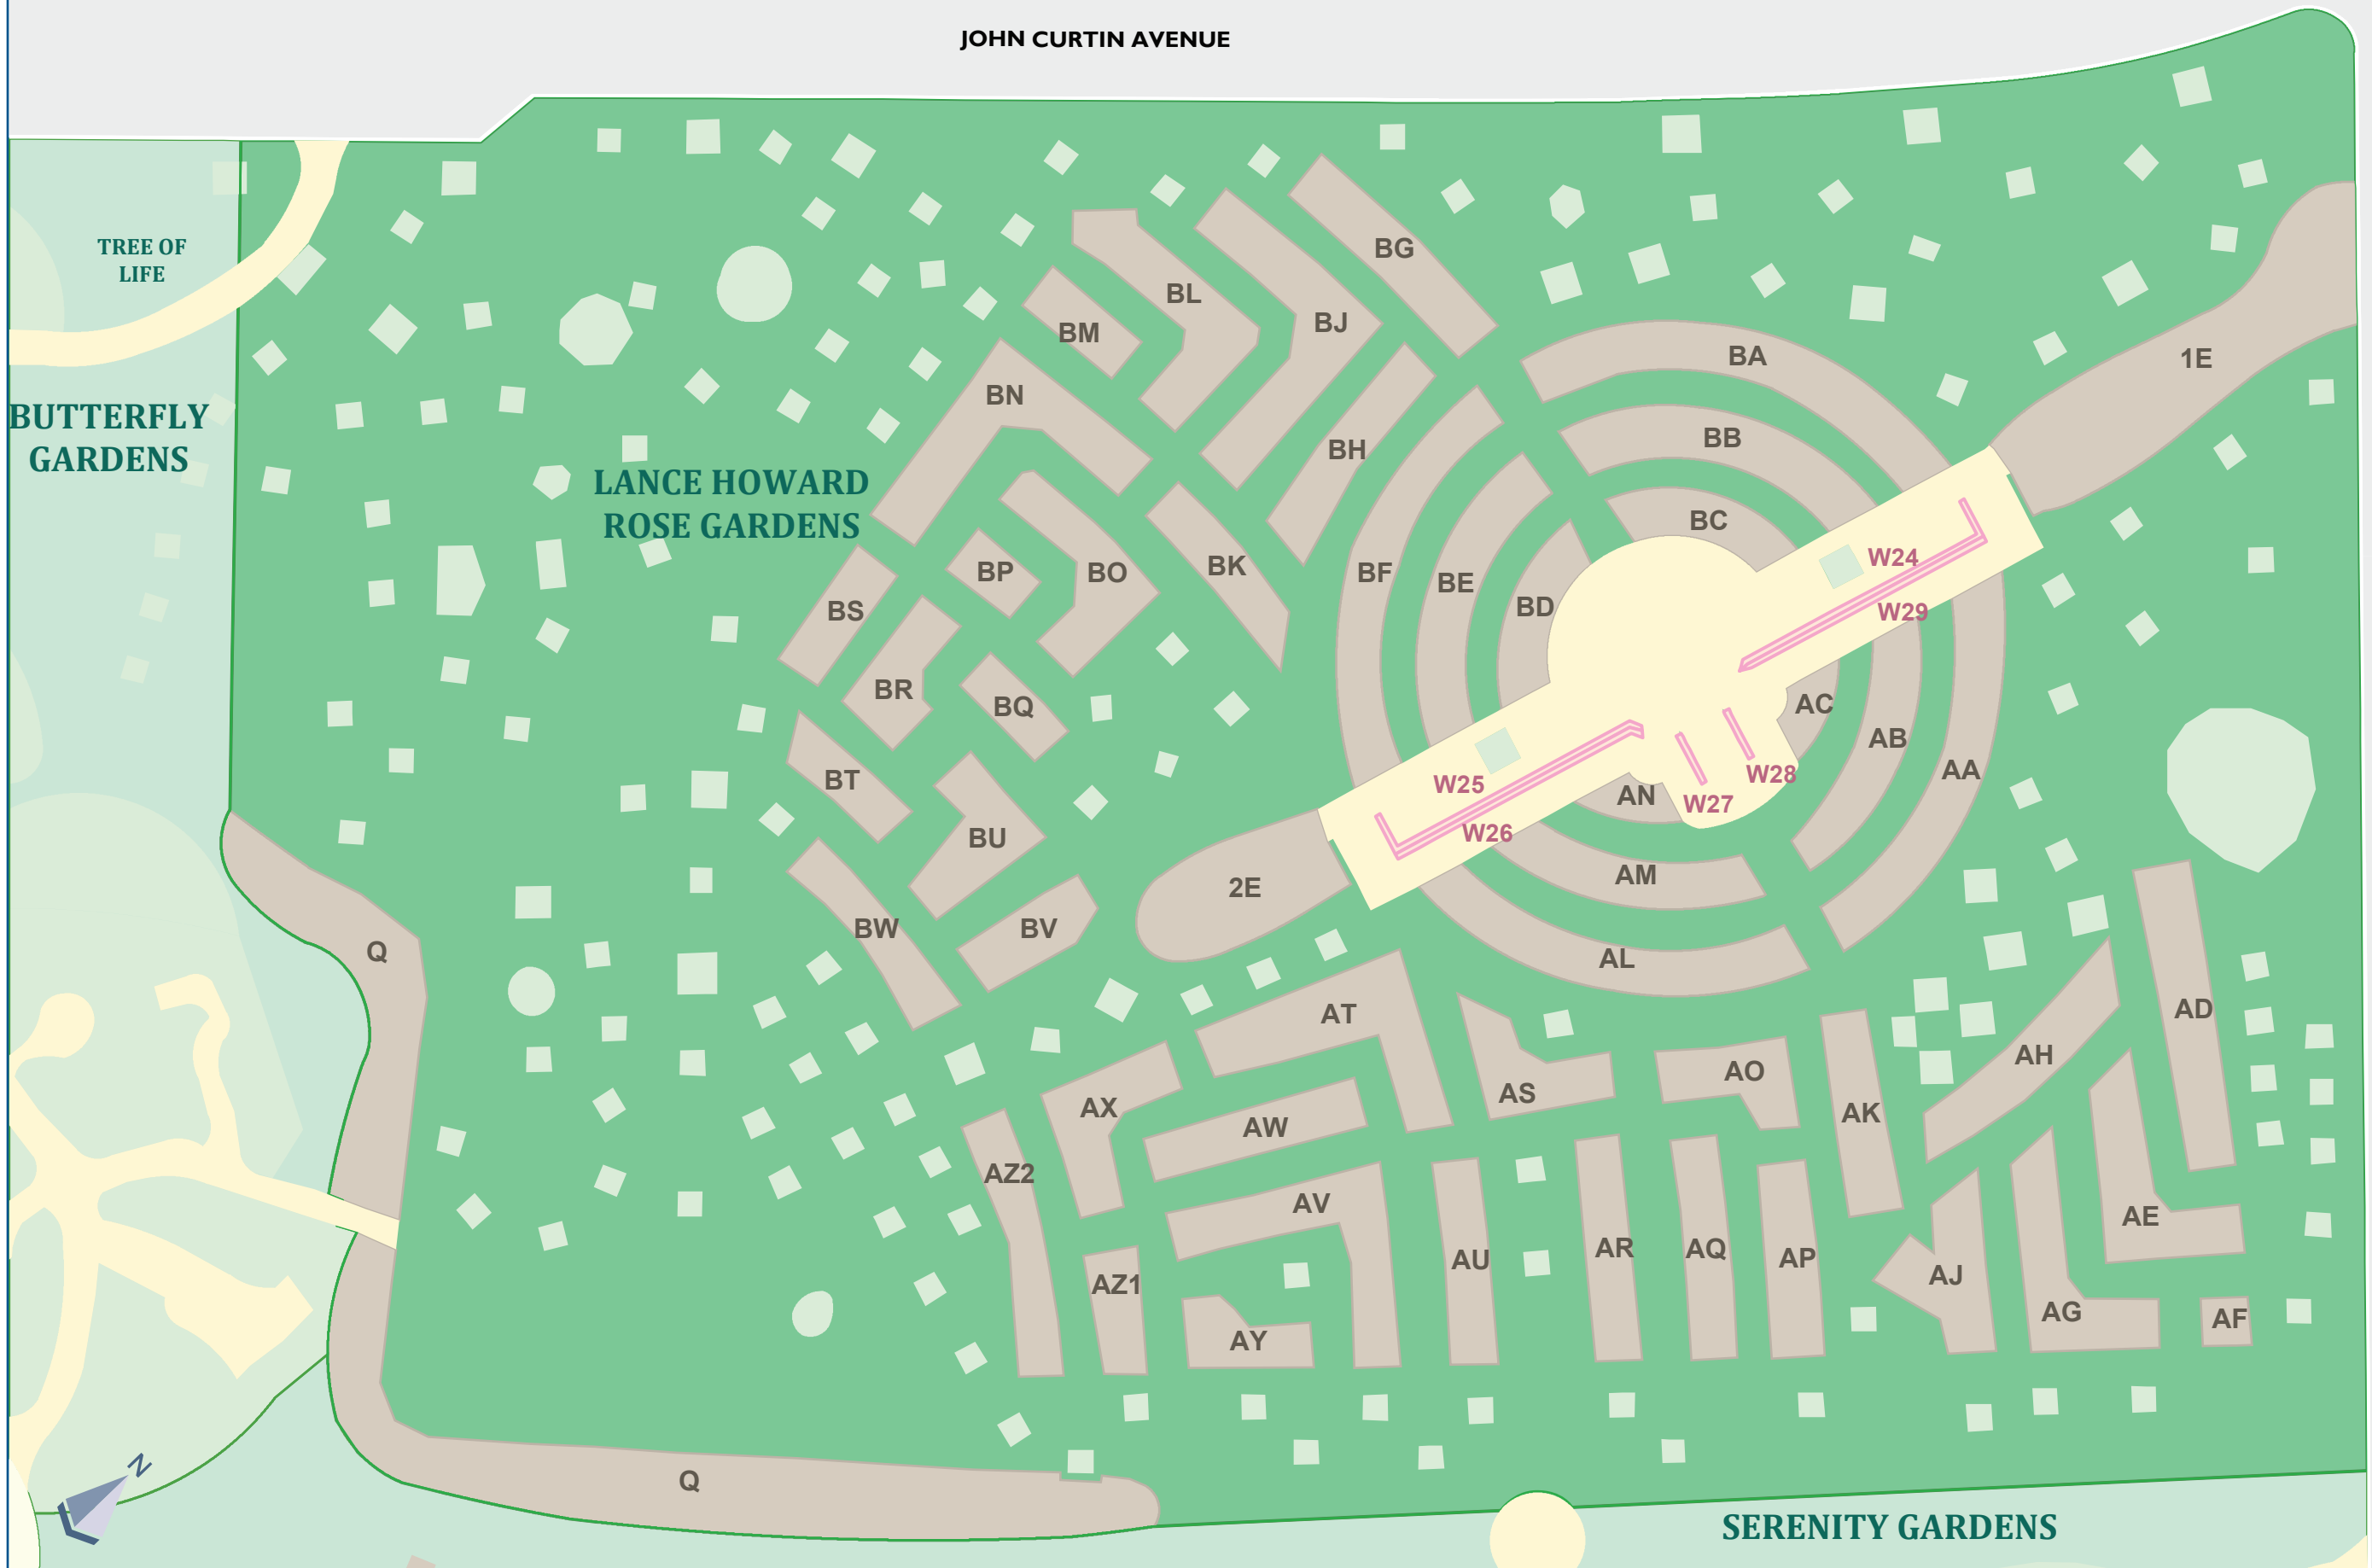 JOHN CURTIN AVENUE
TREE OF
LIFE
BUTTERFLY
GARDENS
LANCE HOWARD
ROSE GARDENS
BG
BL
BJ
BM
BA
1E
BN
BB
BH
BC
W24
BP
BO
BK
BF
BE
BD
W29
BS
BR
BQ
AC
AB
AA
BT
W25
W28
W27
AN
W26
BU
2E
AM
BW
BV
Q
AL
AT
AD
AH
AS
AO
AX
AW
AK
AZ2
AV
AE
AU
AR
AQ
AP
AZ1
AJ
AY
AG
AF
Q
N
SERENITY GARDENS